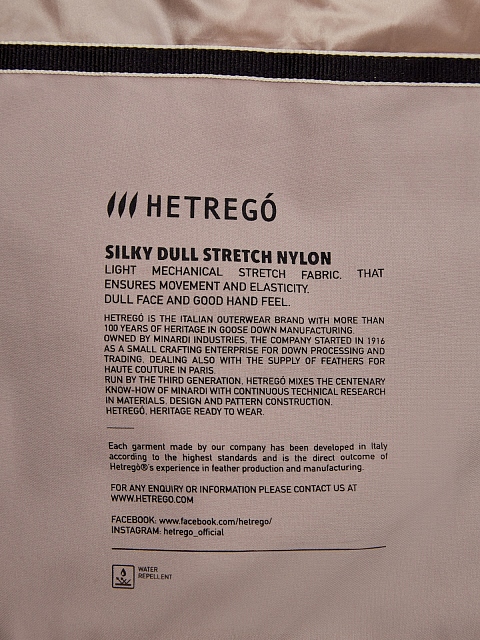 HETREGÓ
SILKY DULL STRETCH NYLON
LIGHT MECHANICAL STRETCH FABRIC. THAT
ENSURES MOVEMENT AND ELASTICITY.
DULL FACE AND GOOD HAND FEEL.
HETREGÓ IS THE ITALIAN OUTERWEAR BRAND WITH MORE THAN
100 YEARS OF HERITAGE IN GOOSE DOWN MANUFACTURING.
OWNED BY MINARDI INDUSTRIES, THE COMPANY STARTED IN 1916
AS A SMALL CRAFTING ENTERPRISE FOR DOWN PROCESSING AND
TRADING, DEALING ALSO WITH THE SUPPLY OF FEATHERS FOR
HAUTE COUTURE IN PARIS.
RUN BY THE THIRD GENERATION, HETREGÓ MIXES THE CENTENARY
KNOW-HOW OF MINARDI WITH CONTINUOUS TECHNICAL RESEARCH
IN MATERIALS, DESIGN AND PATTERN CONSTRUCTION.
HETREGÓ, HERITAGE READY TO WEAR.
Each garment made by our company has been developed in Italy
according to the highest standards and is the direct outcome of
Hetregò®'s experience in feather production and manufacturing.
FOR ANY ENQUIRY OR INFORMATION PLEASE CONTACT US AT
WWW.HETREGO.COM
FACEBOOK: www.facebook.com/hetrego/
INSTAGRAM: hetrego_official
WATER
REPELLENT